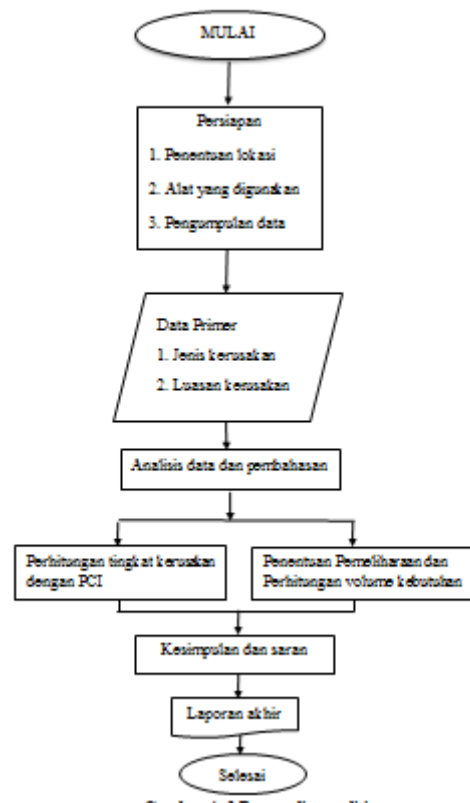 MULAI
Persiapan
1. Penentuan lokasi
2. Alat yang digunakan
3. Pengumpulan data
Data Primer
1. Jenis kerusakan
2. Luasan kerusakan
Analisis data dan pembahasan
Perhitungan tingkat kerusakan
dengan PCI
Penentuan Pemeliharaan dan
Perhitungan volume kebutuhan
Kesimpulan dan saran
Laporan akhir
Selesai